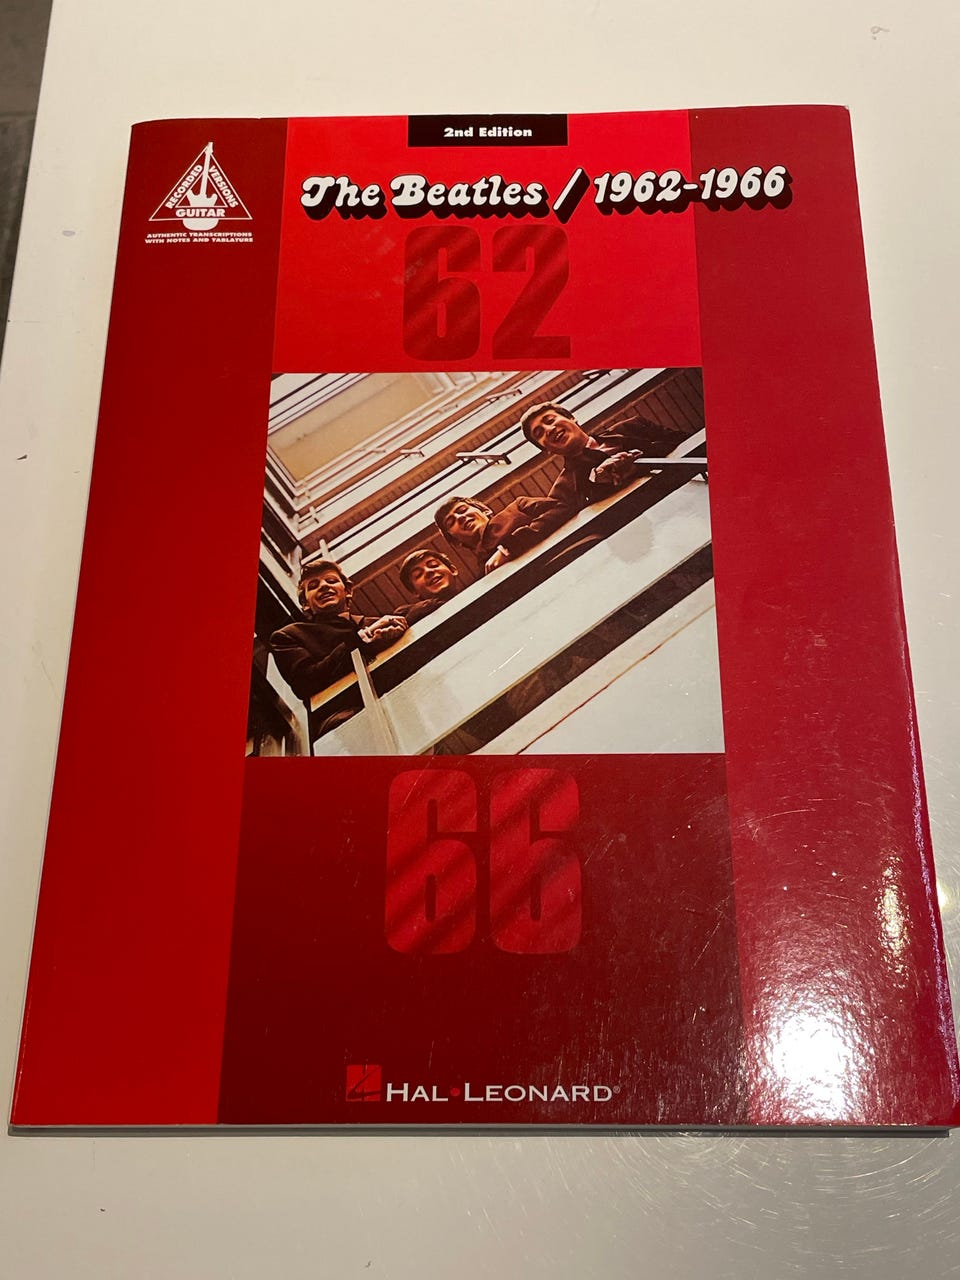 2nd Edition
The Beatles / 1962-1966
RECORDED VERSIONS
GUITAR
AUTHENTIC TRANSCRIPTIONS
WITH NOTES AND TABLATURE
62
66
HAL•LEONARD®